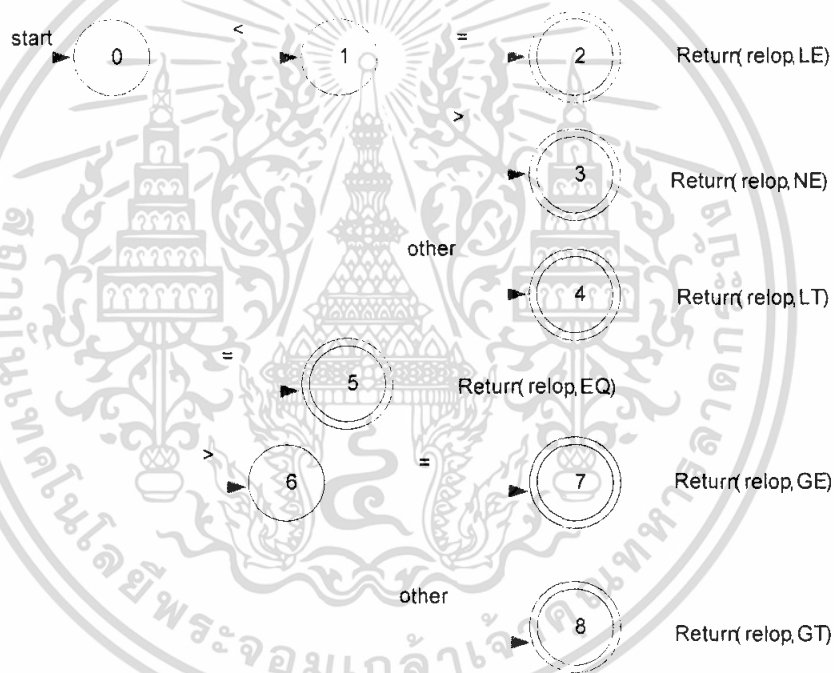 start
<
=
0
1
2
Return( relop, LE)
>
3
Return( relop, NE)
other
4
Return( relop, LT)
=
5
Return( relop, EQ)
>
=
6
7
Return( relop, GE)
other
8
Return( relop, GT)